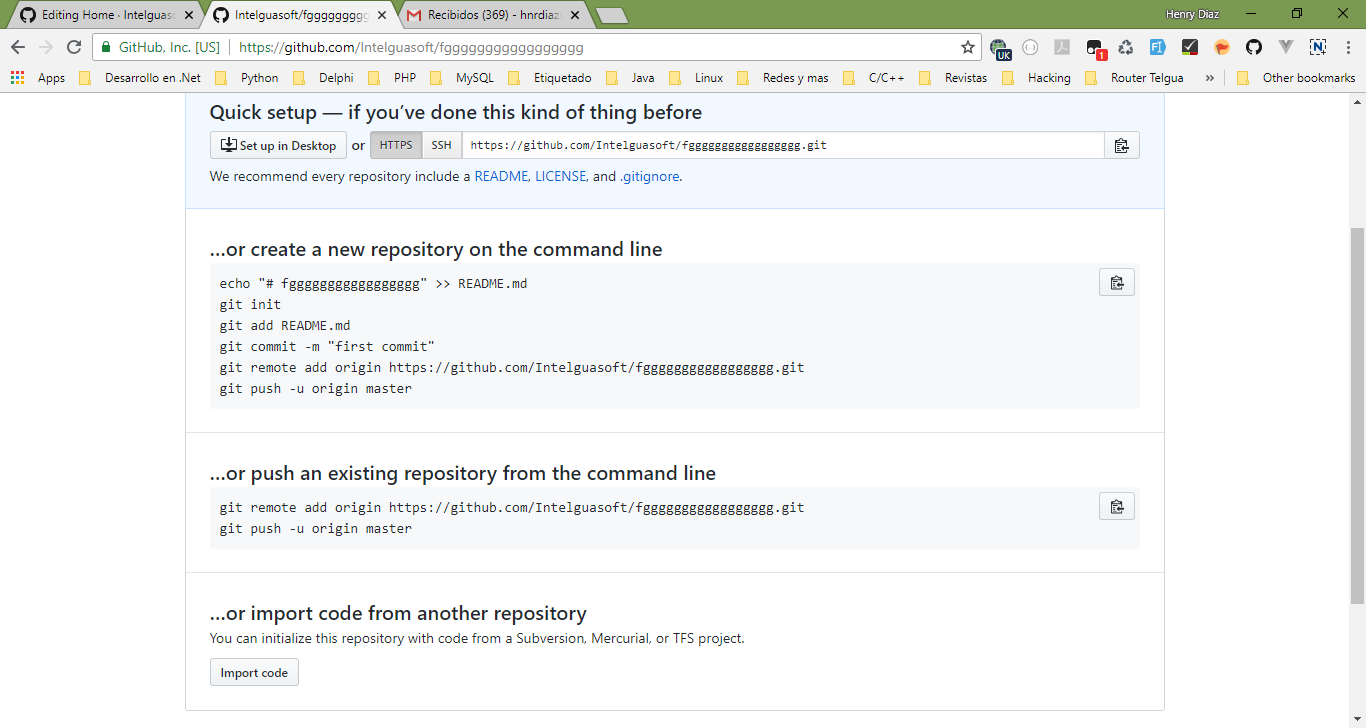 Editing Home · Intelguaso
Intelguasoft/fggggggggg
Recibidos (369) - hnrdiaz
Henry Diaz
GitHub, Inc. [US]
https://github.com/Intelguasoft/fggggggggggggggggg
UK
1
Apps
Desarrollo en .Net
Python
Delphi
PHP
MySQL
Etiquetado
Java
Linux
Redes y mas
C/C++
Revistas
Hacking
Router Telgua
»
Other bookmarks
Quick setup — if you’ve done this kind of thing before
Set up in Desktop or HTTPS SSH https://github.com/Intelguasoft/fggggggggggggggggg.git
We recommend every repository include a README, LICENSE, and .gitignore.
…or create a new repository on the command line
echo "# fggggggggggggggggg" >> README.md
git init
git add README.md
git commit -m "first commit"
git remote add origin https://github.com/Intelguasoft/fggggggggggggggggg.git
git push -u origin master
…or push an existing repository from the command line
git remote add origin https://github.com/Intelguasoft/fggggggggggggggggg.git
git push -u origin master
…or import code from another repository
You can initialize this repository with code from a Subversion, Mercurial, or TFS project.
Import code